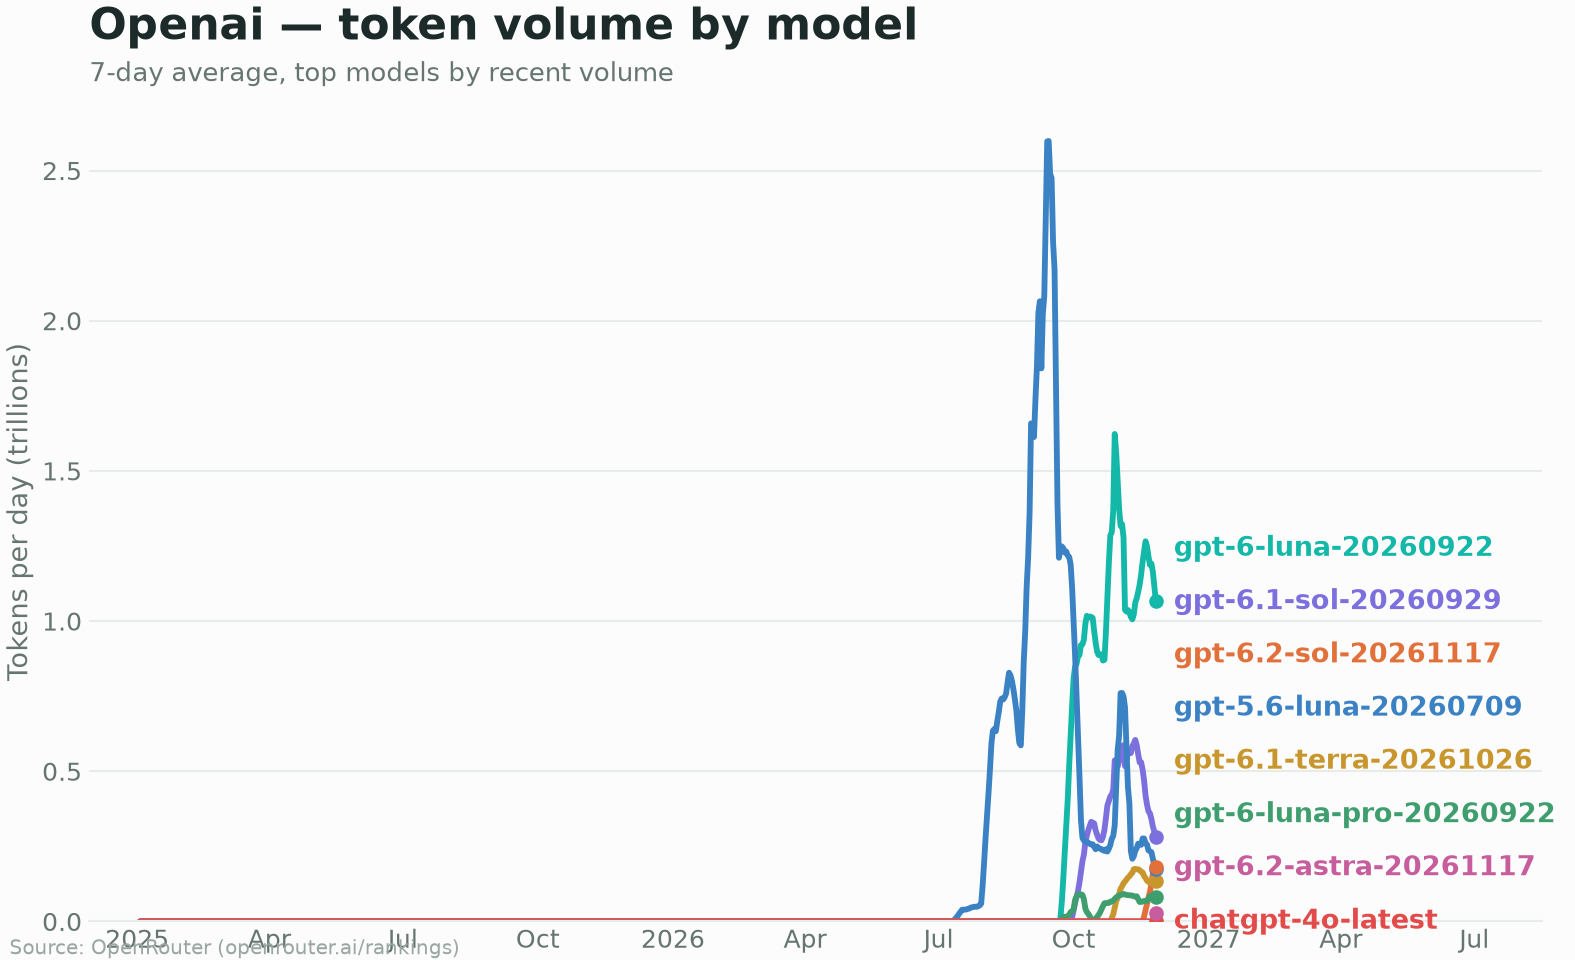 Openai — token volume by model
7-day average, top models by recent volume
Tokens per day (trillions)
2.5
2.0
1.5
1.0
0.5
0.0
gpt-6-luna-20260922
gpt-6.1-sol-20260929
gpt-6.2-sol-20261117
gpt-5.6-luna-20260709
gpt-6.1-terra-20261026
gpt-6-luna-pro-20260922
gpt-6.2-astra-20261117
chatgpt-4o-latest
2025 Apr Jul Oct 2026 Apr Jul Oct 2027 Apr Jul
Source: OpenRouter (openrouter.ai/rankings)